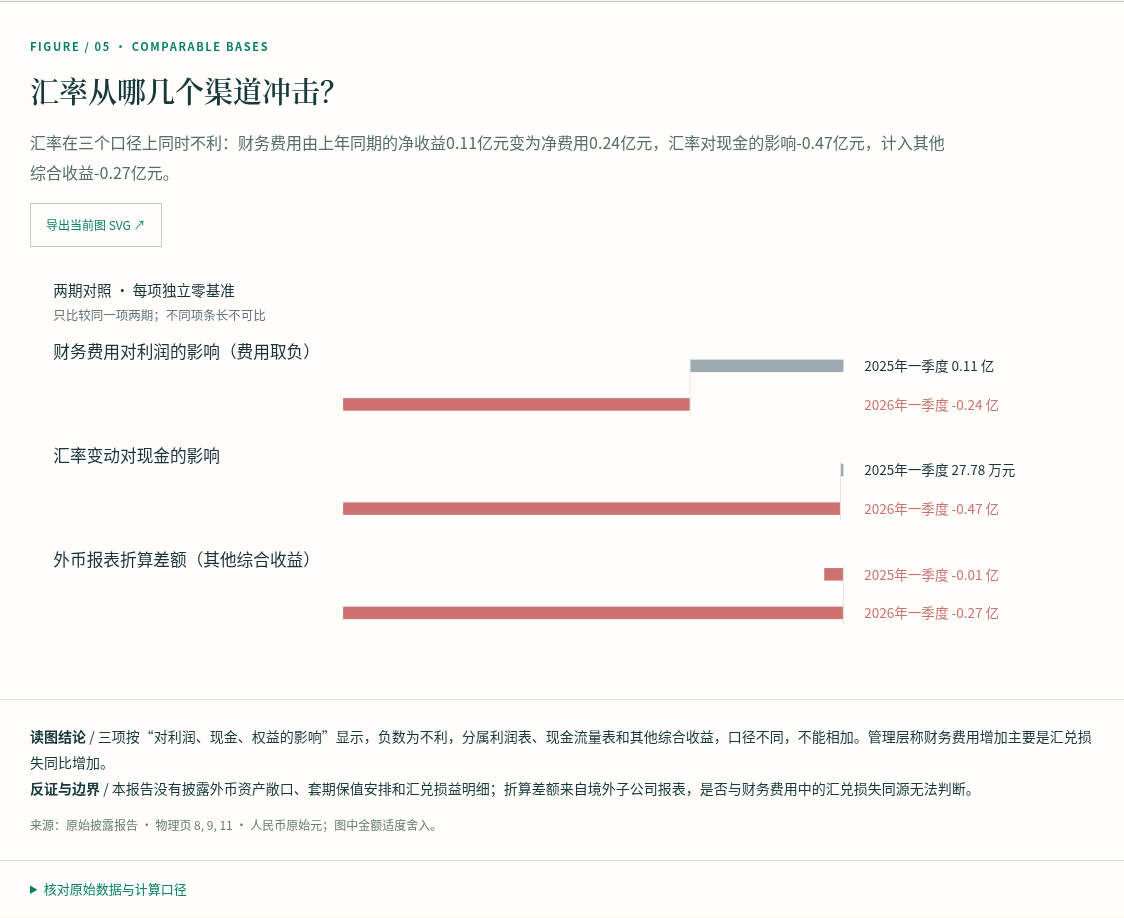 FIGURE / 05 · COMPARABLE BASES
汇率从哪几个渠道冲击？
汇率在三个口径上同时不利：财务费用由上年同期的净收益0.11亿元变为净费用0.24亿元，汇率对现金的影响-0.47亿元，计入其他
综合收益-0.27亿元。
导出当前图 SVG ↗
两期对照 · 每项独立零基准
只比较同一项两期；不同项条长不可比
财务费用对利润的影响（费用取负）
2025年一季度 0.11 亿
2026年一季度 -0.24 亿
汇率变动对现金的影响
2025年一季度 27.78 万元
2026年一季度 -0.47 亿
外币报表折算差额（其他综合收益）
2025年一季度 -0.01 亿
2026年一季度 -0.27 亿
读图结论 / 三项按“对利润、现金、权益的影响”显示，负数为不利，分属利润表、现金流量表和其他综合收益，口径不同，不能相加。管理层称财务费用增加主要是汇兑损
失同比增加。
反证与边界 / 本报告没有披露外币资产敞口、套期保值安排和汇兑损益明细；折算差额来自境外子公司报表，是否与财务费用中的汇兑损失同源无法判断。
来源：原始披露报告 · 物理页 8, 9, 11 · 人民币原始元；图中金额适度舍入。
▶ 核对原始数据与计算口径